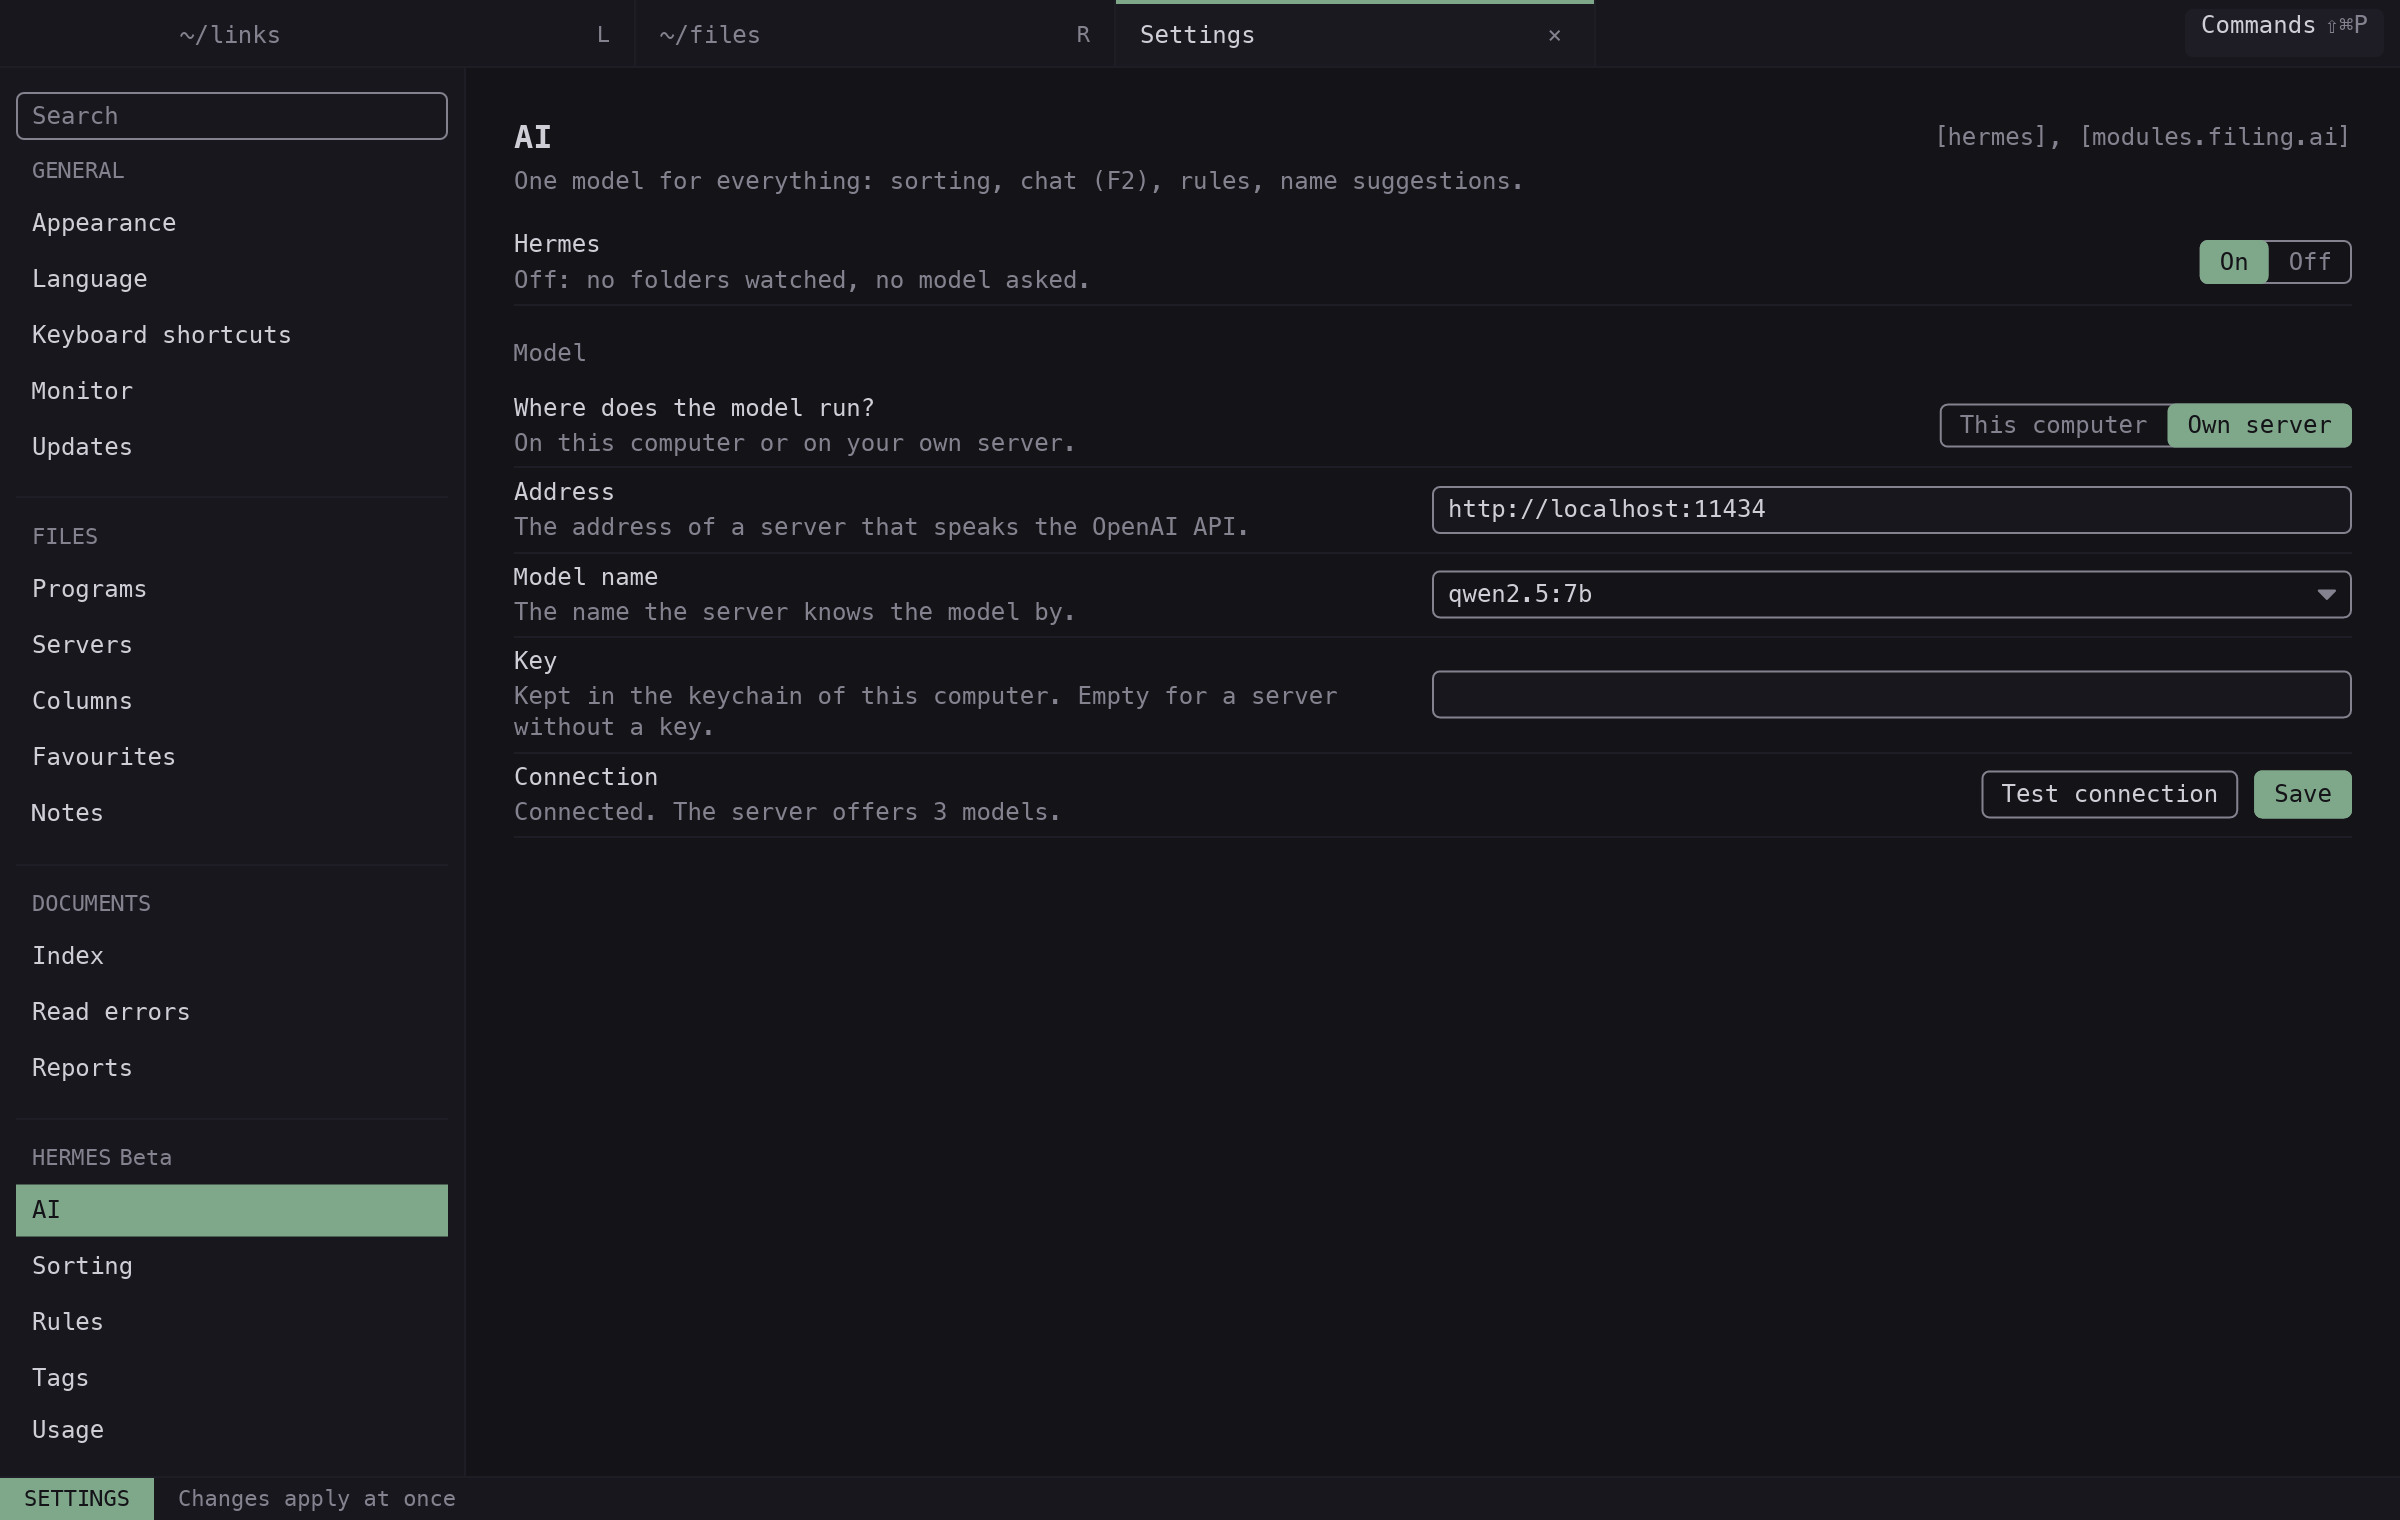 ~/links L ~/files R Settings × Commands ⇧⌘P
Search
GENERAL
Appearance
Language
Keyboard shortcuts
Monitor
Updates
FILES
Programs
Servers
Columns
Favourites
Notes
DOCUMENTS
Index
Read errors
Reports
HERMES Beta
AI
Sorting
Rules
Tags
Usage
AI [hermes], [modules.filing.ai]
One model for everything: sorting, chat (F2), rules, name suggestions.
Hermes
Off: no folders watched, no model asked.
On Off
Model
Where does the model run?
On this computer or on your own server.
This computer Own server
Address
The address of a server that speaks the OpenAI API.
http://localhost:11434
Model name
The name the server knows the model by.
qwen2.5:7b
Key
Kept in the keychain of this computer. Empty for a server
without a key.
Connection
Connected. The server offers 3 models.
Test connection Save
SETTINGS Changes apply at once